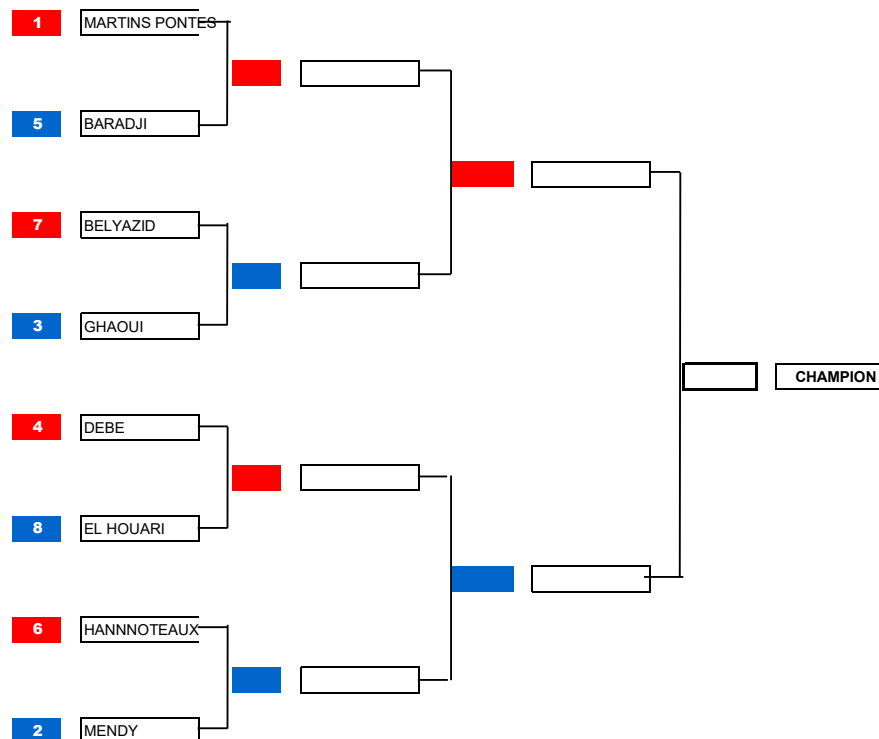 1 MARTINS PONTES
5 BARADJI
7 BELYAZID
3 GHAOUI
CHAMPION
4 DEBE
8 EL HOUARI
6 HANNNOTEAUX
2 MENDY